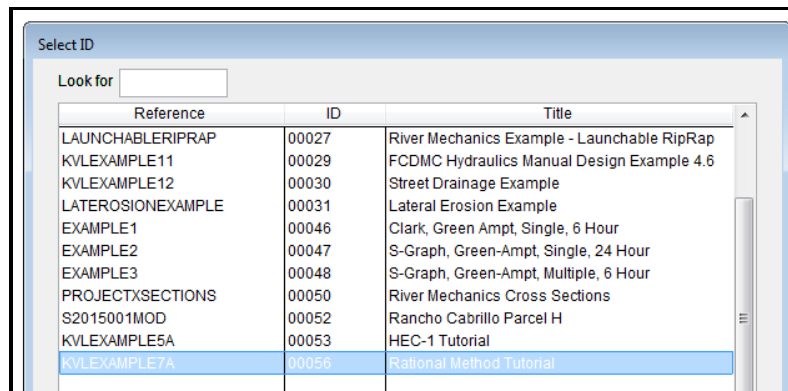 Select ID
Look for
Reference ID Title
LAUNCHABLERIPRAP 00027 River Mechanics Example - Launchable RipRap
KVLEXAMPLE11 00029 FCDMC Hydraulics Manual Design Example 4.6
KVLEXAMPLE12 00030 Street Drainage Example
LATEROSIONEXAMPLE 00031 Lateral Erosion Example
EXAMPLE1 00046 Clark, Green Ampt, Single, 6 Hour
EXAMPLE2 00047 S-Graph, Green-Ampt, Single, 24 Hour
EXAMPLE3 00048 S-Graph, Green-Ampt, Multiple, 6 Hour
PROJECTXSECTIONS 00050 River Mechanics Cross Sections
S2015001MOD 00052 Rancho Cabrillo Parcel H
KVLEXAMPLE5A 00053 HEC-1 Tutorial
KVLEXAMPLE7A 00056 Rational Method Tutorial